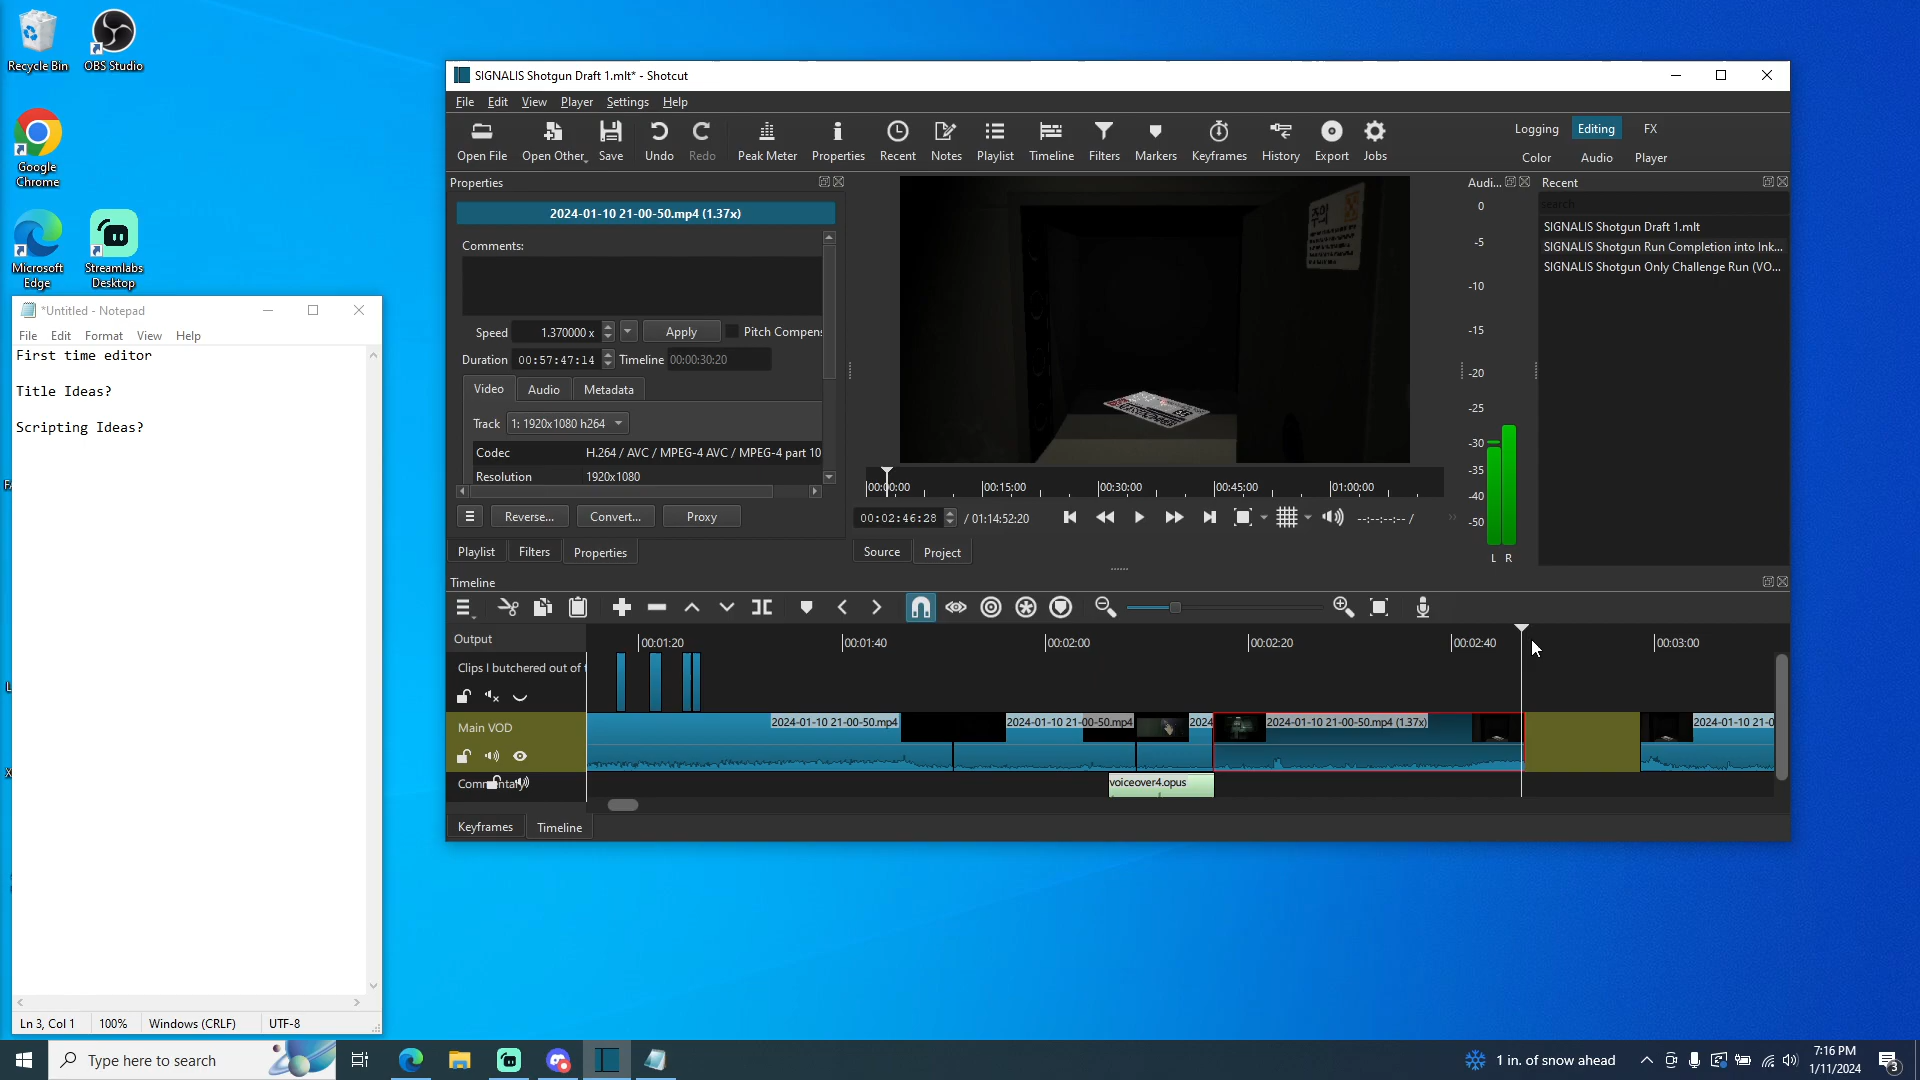 Recycle Bin
OBS Studio
Google
Chrome
Microsoft
Edge
Streamlabs
Desktop
*Untitled - Notepad
File Edit Format View Help
First time editor
Title Ideas?
Scripting Ideas?
Ln 3, Col 1 100% Windows (CRLF) UTF-8
SIGNALIS Shotgun Draft 1.mlt* - Shotcut
File Edit View Player Settings Help
Open File Open Other... Save Undo Redo Peak Meter Properties Recent Notes Playlist Timeline Filters Markers Keyframes History Export Jobs
Logging Editing FX
Color Audio Player
Properties
2024-01-10 21-00-50.mp4 (1.37x)
Comments:
Speed 1.370000 x Apply Pitch Compens
Duration 00:57:47:14 Timeline 00:00:30:20
Video Audio Metadata
Track 1: 1920x1080 h264
Codec H.264 / AVC / MPEG-4 AVC / MPEG-4 part 10
Resolution 1920x1080
Reverse... Convert... Proxy
Playlist Filters Properties
주의
00:00:00 00:15:00 00:30:00 00:45:00 01:00:00
00:02:46:28 / 01:14:52:20 --:--:--:-- /
Source Project
Audi...
0
-5
-10
-15
-20
-25
-30
-35
-40
-50
L R
Recent
search
SIGNALIS Shotgun Draft 1.mlt
SIGNALIS Shotgun Run Completion into Ink...
SIGNALIS Shotgun Only Challenge Run (VO...
Timeline
Output
00:01:20 00:01:40 00:02:00 00:02:20 00:02:40 00:03:00
Clips I butchered out of t
Main VOD
2024-01-10 21-00-50.mp4 2024-01-10 21-00-50.mp4 2024 2024-01-10 21-00-50.mp4 (1.37x) 2024-01-10 21-0
Commentary
voiceover4.opus
Keyframes Timeline
Type here to search
1 in. of snow ahead
7:16 PM
1/11/2024
3